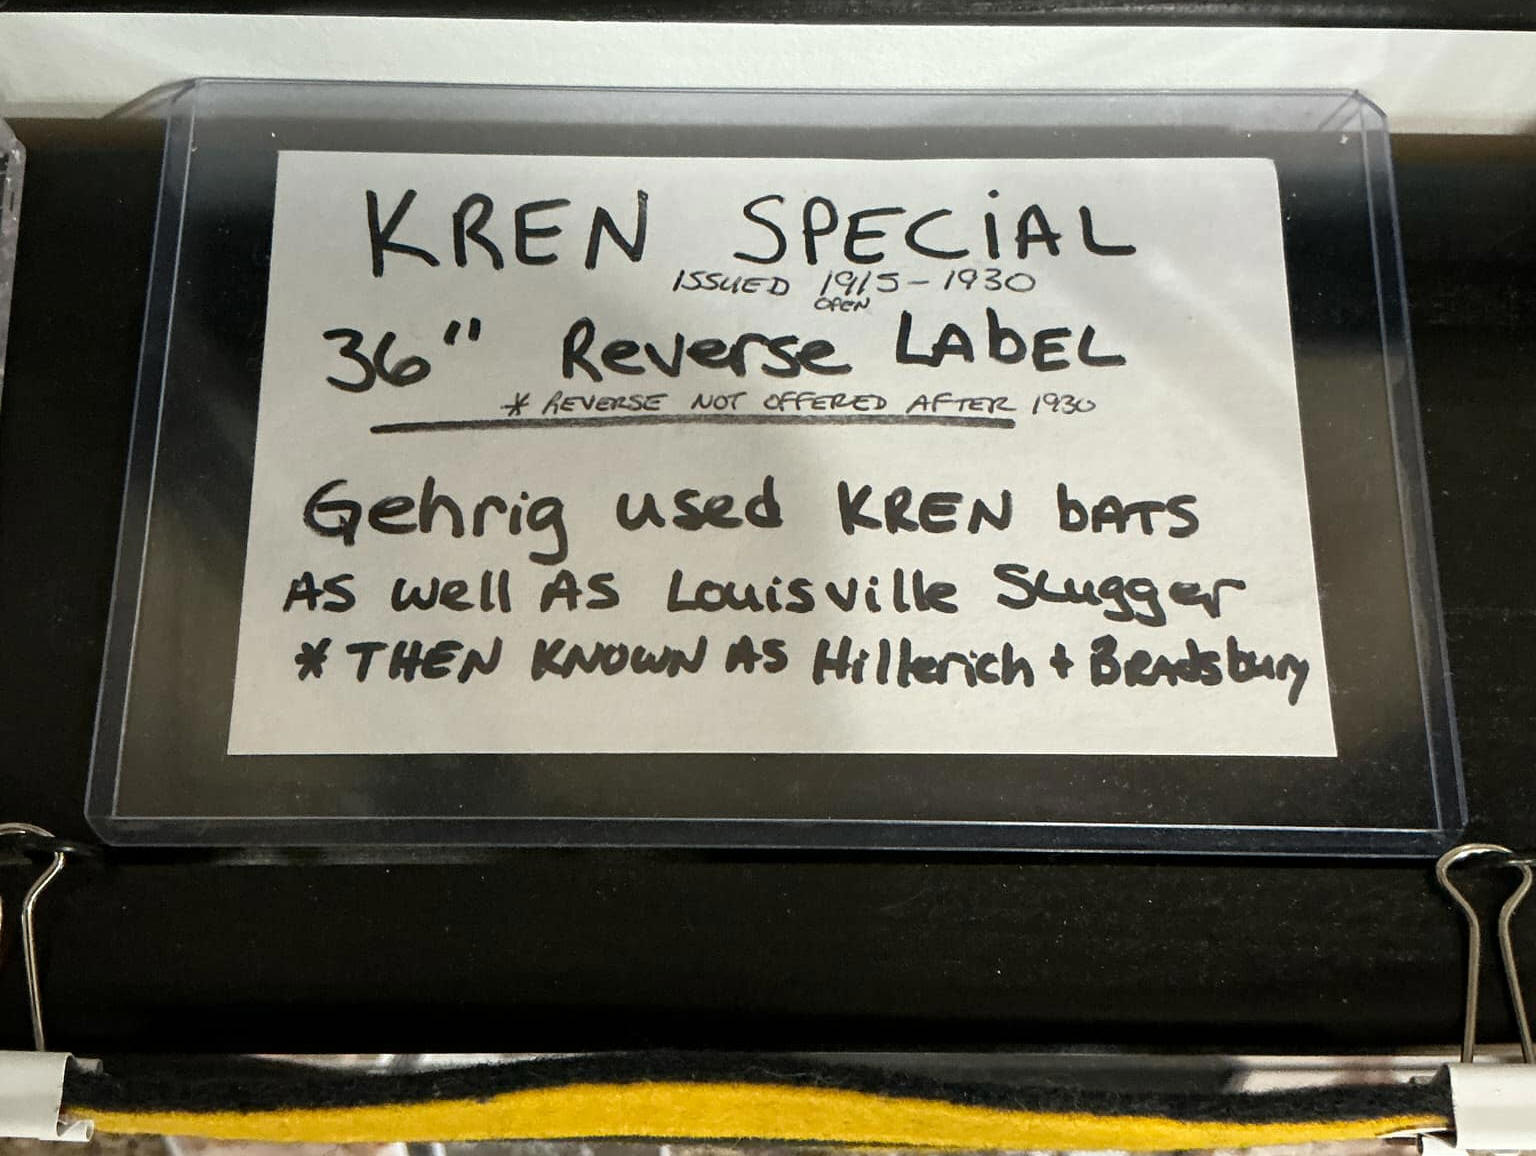 KREN SPECiAL
ISSUED 1915-1930
OPEN
36" Reverse LAbEL
* REVERSE NOT OFFERED AFTER 1930
Gehrig used KREN bATS
AS well AS Louisville Slugger
* THEN KNOWN AS Hillerich + BRADsbury